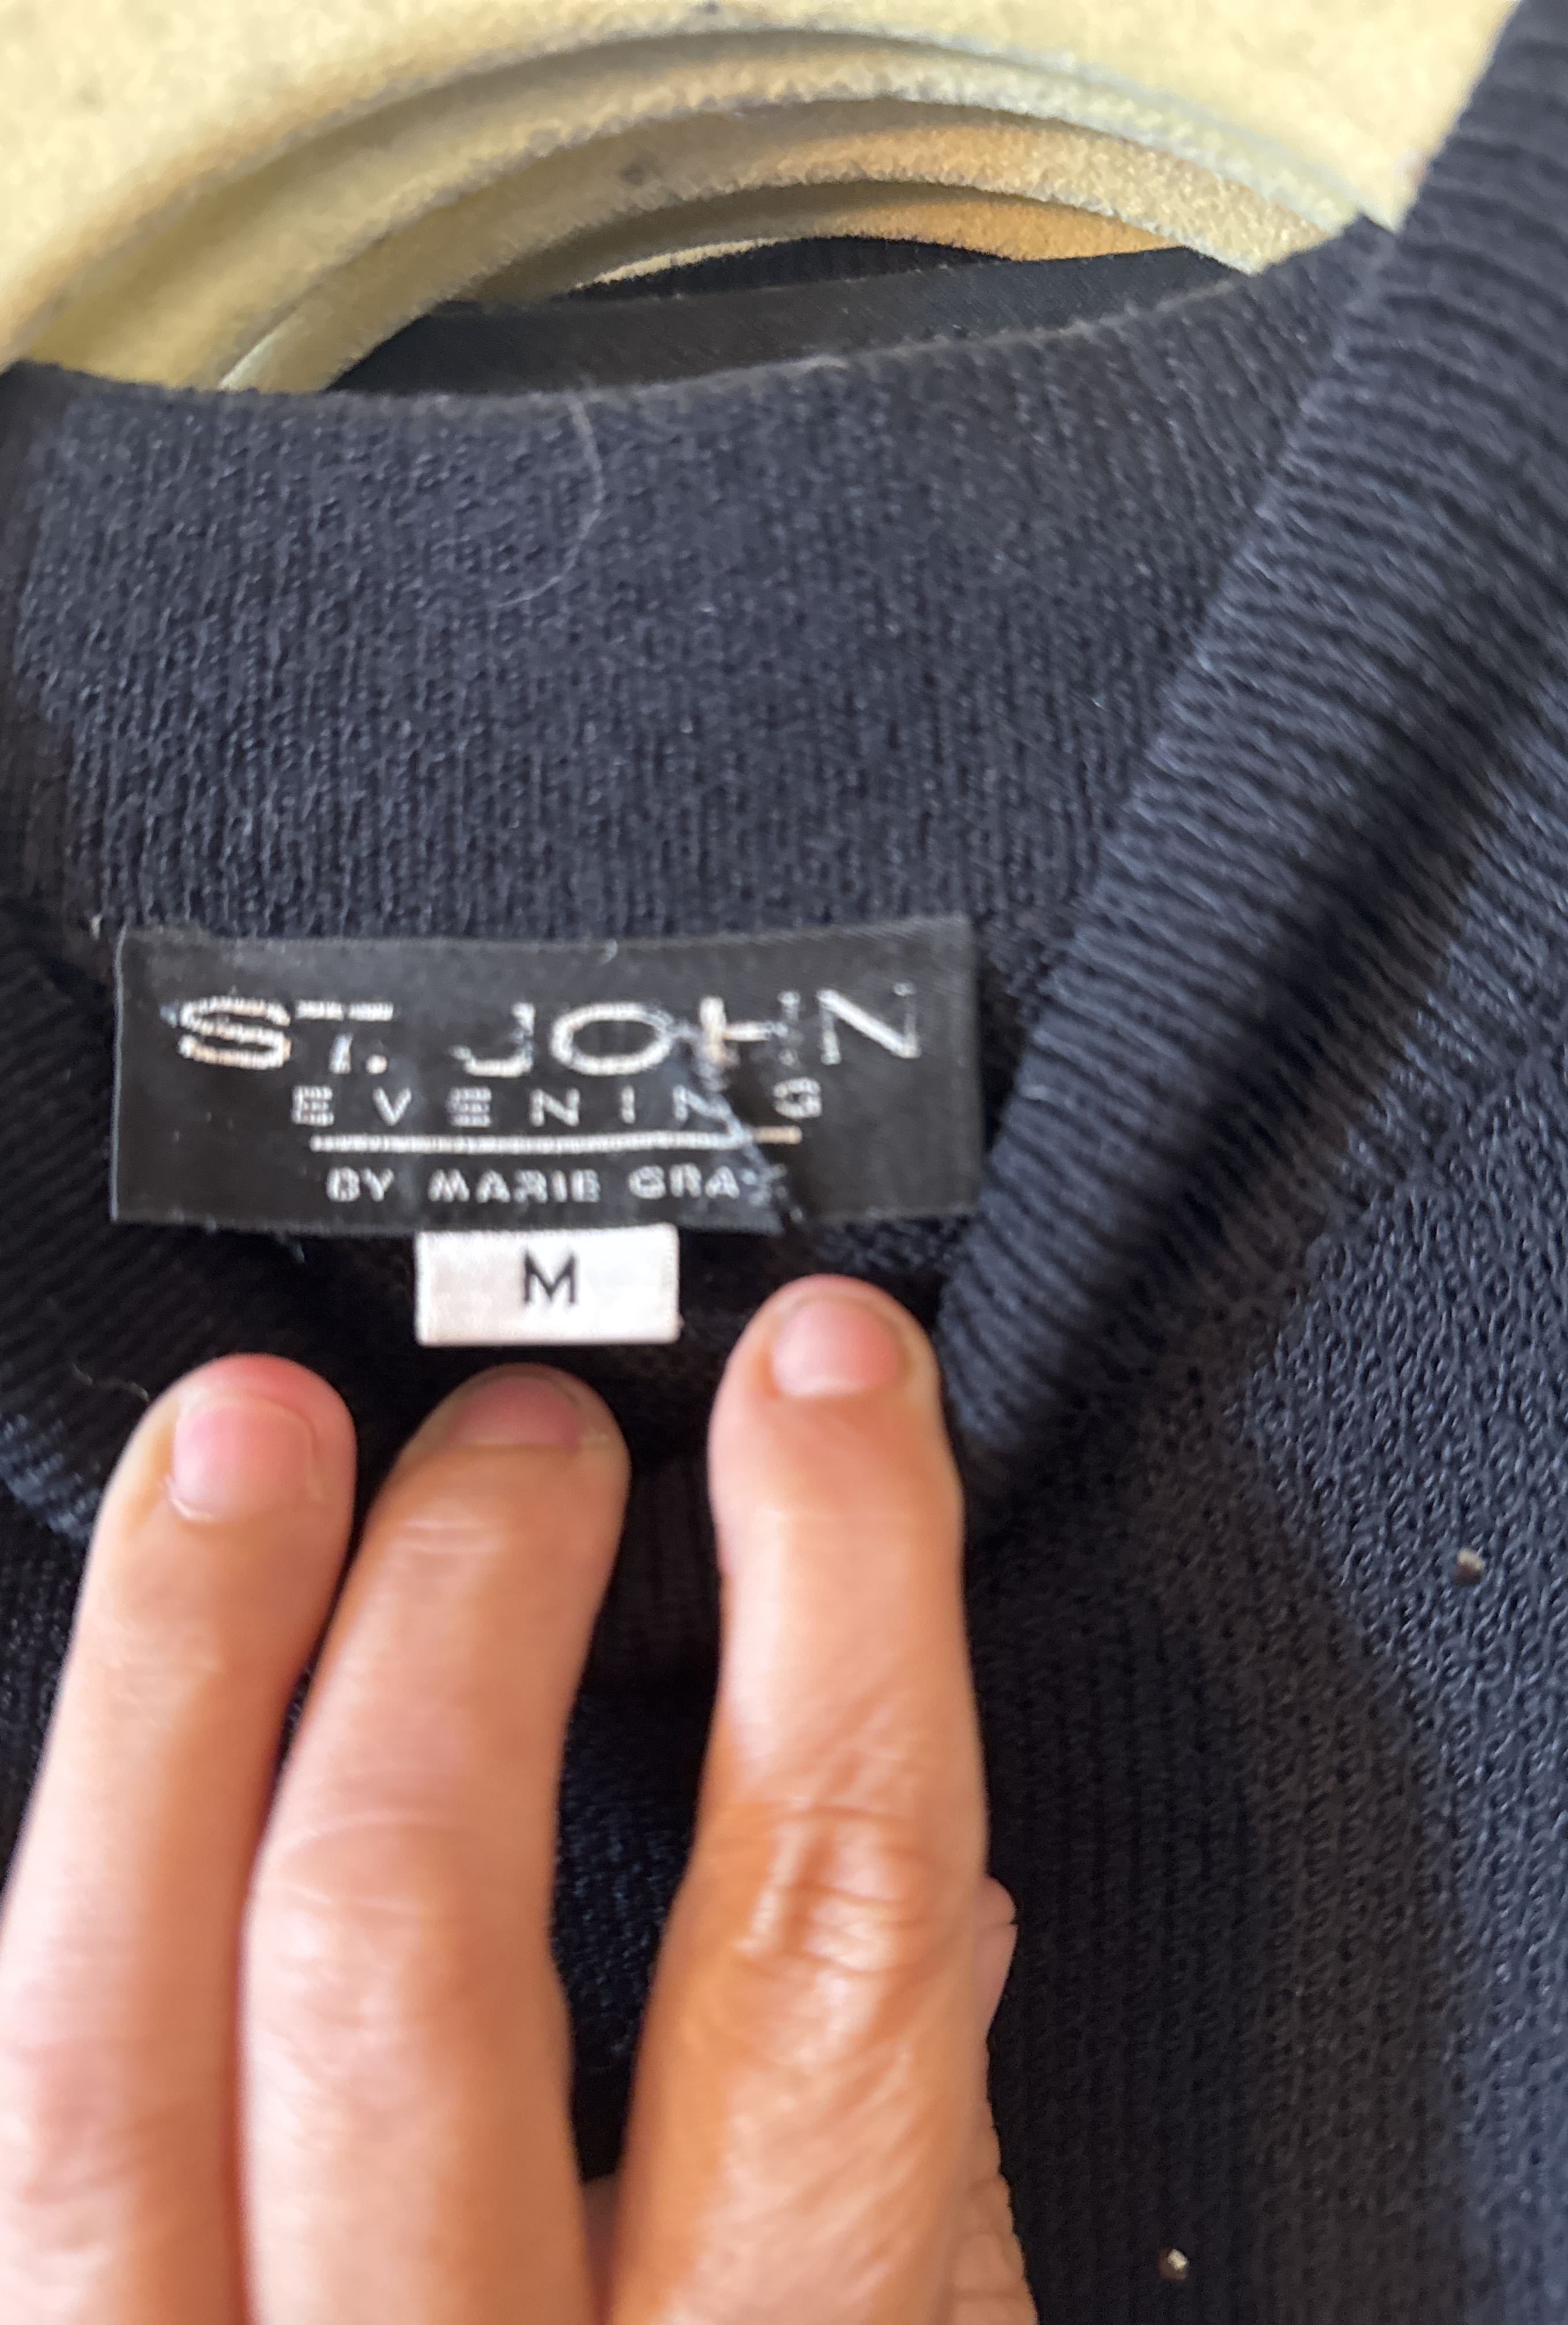 ST. JOHN
EVENING
BY MARIE GRAY
M